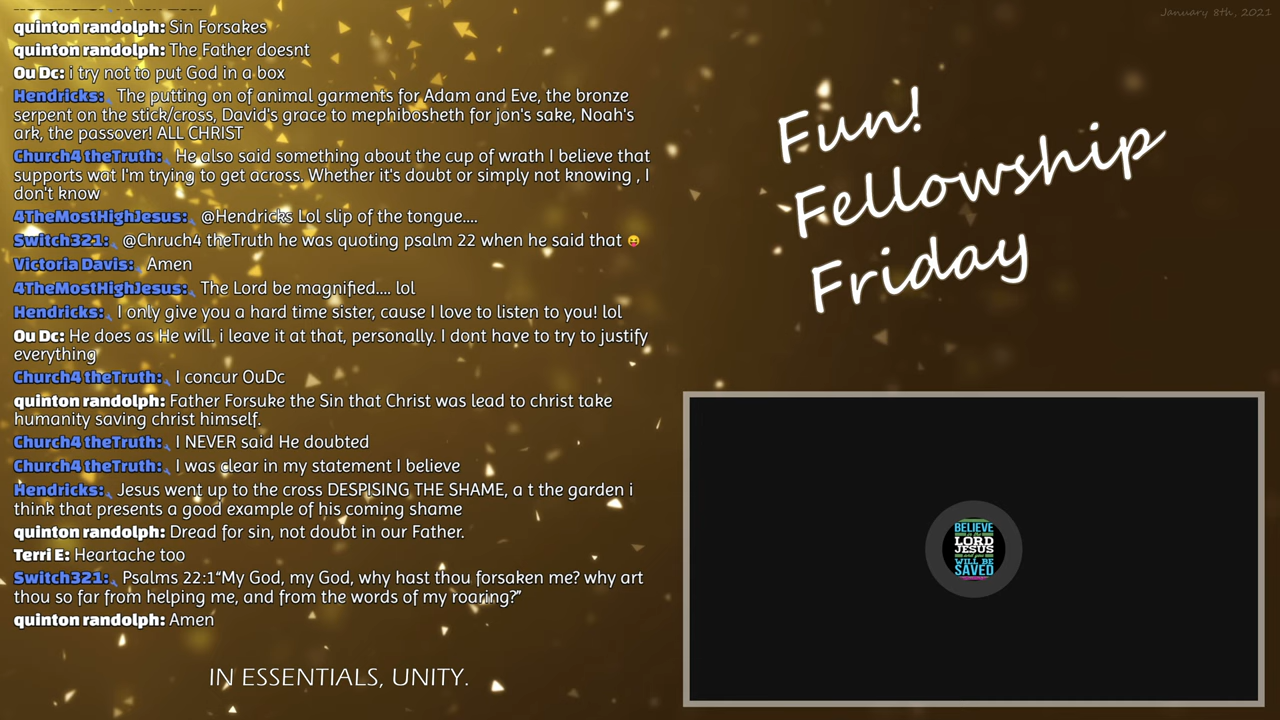 quinton randolph: Sin Forsakes
quinton randolph: The Father doesnt
Ou Dc: i try not to put God in a box
Hendricks: The putting on of animal garments for Adam and Eve, the bronze
serpent on the stick/cross, David's grace to mephibosheth for jon's sake, Noah's
ark, the passover! ALL CHRIST
Church4 theTruth: He also said something about the cup of wrath I believe that
supports wat I'm trying to get across. Whether it's doubt or simply not knowing , I
don't know
4TheMostHighJesus: @Hendricks Lol slip of the tongue....
Switch321: @Chruch4 theTruth he was quoting psalm 22 when he said that 😝
Victoria Davis: Amen
4TheMostHighJesus: The Lord be magnified.... lol
Hendricks: I only give you a hard time sister, cause I love to listen to you! lol
Ou Dc: He does as He will. i leave it at that, personally. I dont have to try to justify
everything
Church4 theTruth: I concur OuDc
quinton randolph: Father Forsuke the Sin that Christ was lead to christ take
humanity saving christ himself.
Church4 theTruth: I NEVER said He doubted
Church4 theTruth: I was clear in my statement I believe
Hendricks: Jesus went up to the cross DESPISING THE SHAME, a t the garden i
think that presents a good example of his coming shame
quinton randolph: Dread for sin, not doubt in our Father.
Terri E: Heartache too
Switch321: Psalms 22:1“My God, my God, why hast thou forsaken me? why art
thou so far from helping me, and from the words of my roaring?”
quinton randolph: Amen
IN ESSENTIALS, UNITY.
January 8th, 2021
Fun!
Fellowship
Friday
BELIEVE
LORD
JESUS
WILL BE
SAVED